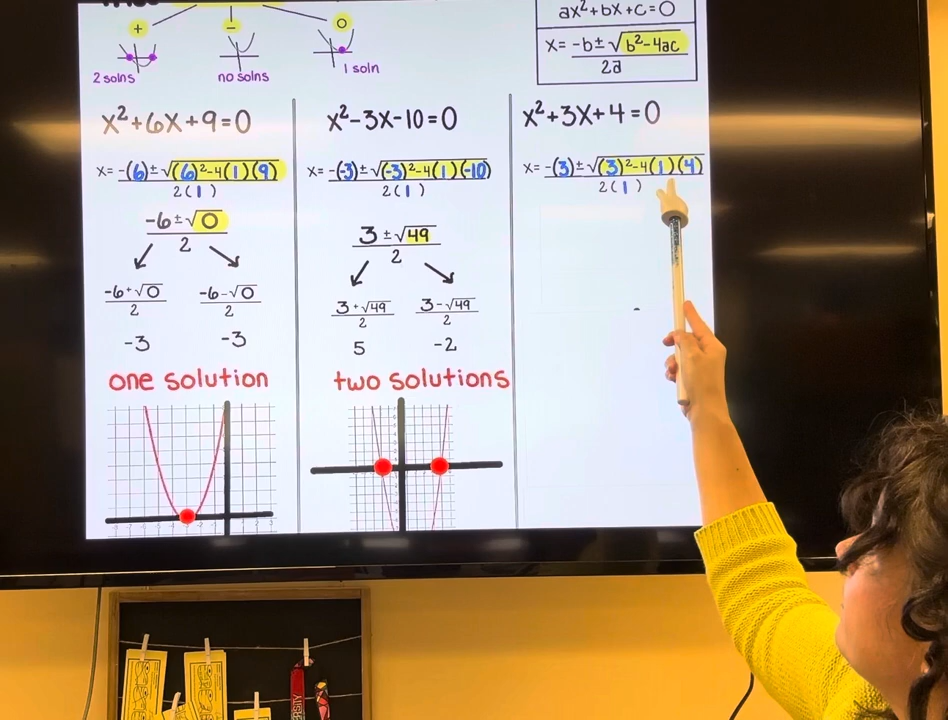 + - 0
2 solns no solns 1 soln
ax²+bx+c=0
x= -b±√b²-4ac / 2a
x²+6x+9=0
x= -(6)±√(6)²-4(1)(9) / 2(1)
-6±√0 / 2
-6+√0 / 2 -6-√0 / 2
-3 -3
one solution
x²-3x-10=0
x= -(-3)±√(-3)²-4(1)(-10) / 2(1)
3±√49 / 2
3+√49 / 2 3-√49 / 2
5 -2
two solutions
x²+3x+4=0
x= -(3)±√(3)²-4(1)(4) / 2(1)